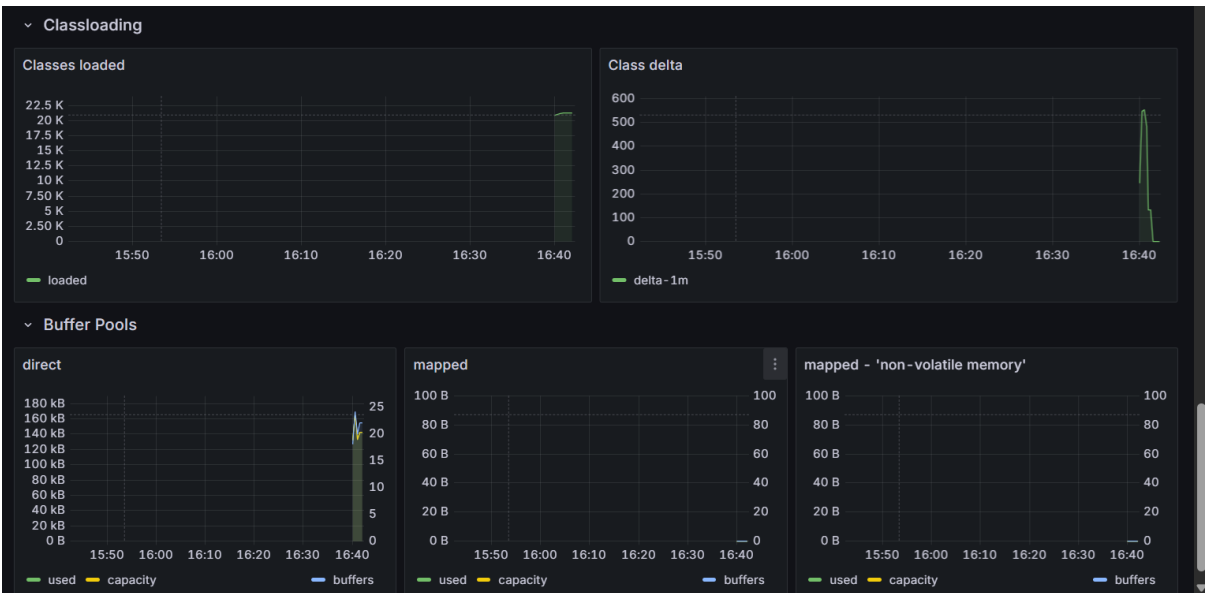 Classloading
Classes loaded
22.5 K
20 K
17.5 K
15 K
12.5 K
10 K
7.50 K
5 K
2.50 K
0
15:50 16:00 16:10 16:20 16:30 16:40
loaded
Class delta
600
500
400
300
200
100
0
15:50 16:00 16:10 16:20 16:30 16:40
delta-1m
Buffer Pools
direct
180 kB
160 kB
140 kB
120 kB
100 kB
80 kB
60 kB
40 kB
20 kB
0 B
25
20
15
10
5
0
15:50 16:00 16:10 16:20 16:30 16:40
used capacity buffers
mapped
100 B
80 B
60 B
40 B
20 B
0 B
100
80
60
40
20
0
15:50 16:00 16:10 16:20 16:30 16:40
used capacity buffers
mapped - 'non-volatile memory'
100 B
80 B
60 B
40 B
20 B
0 B
100
80
60
40
20
0
15:50 16:00 16:10 16:20 16:30 16:40
used capacity buffers